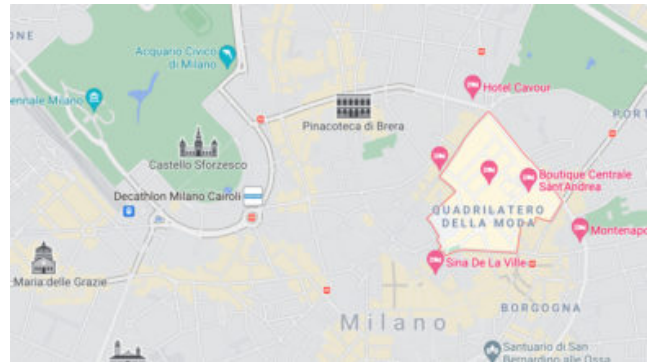 ONE
Acquario Civico
di Milano
ennale Milano
Hotel Cavour
PORT
Pinacoteca di Brera
Castello Sforzesco
Boutique Centrale
Sant'Andrea
Decathlon Milano Cairoli
QUADRILATERO
DELLA MODA
Montenapo
Maria delle Grazie
Sina De La Ville
BORGOGNA
Milano
Santuario di San
Bernardino alle Ossa